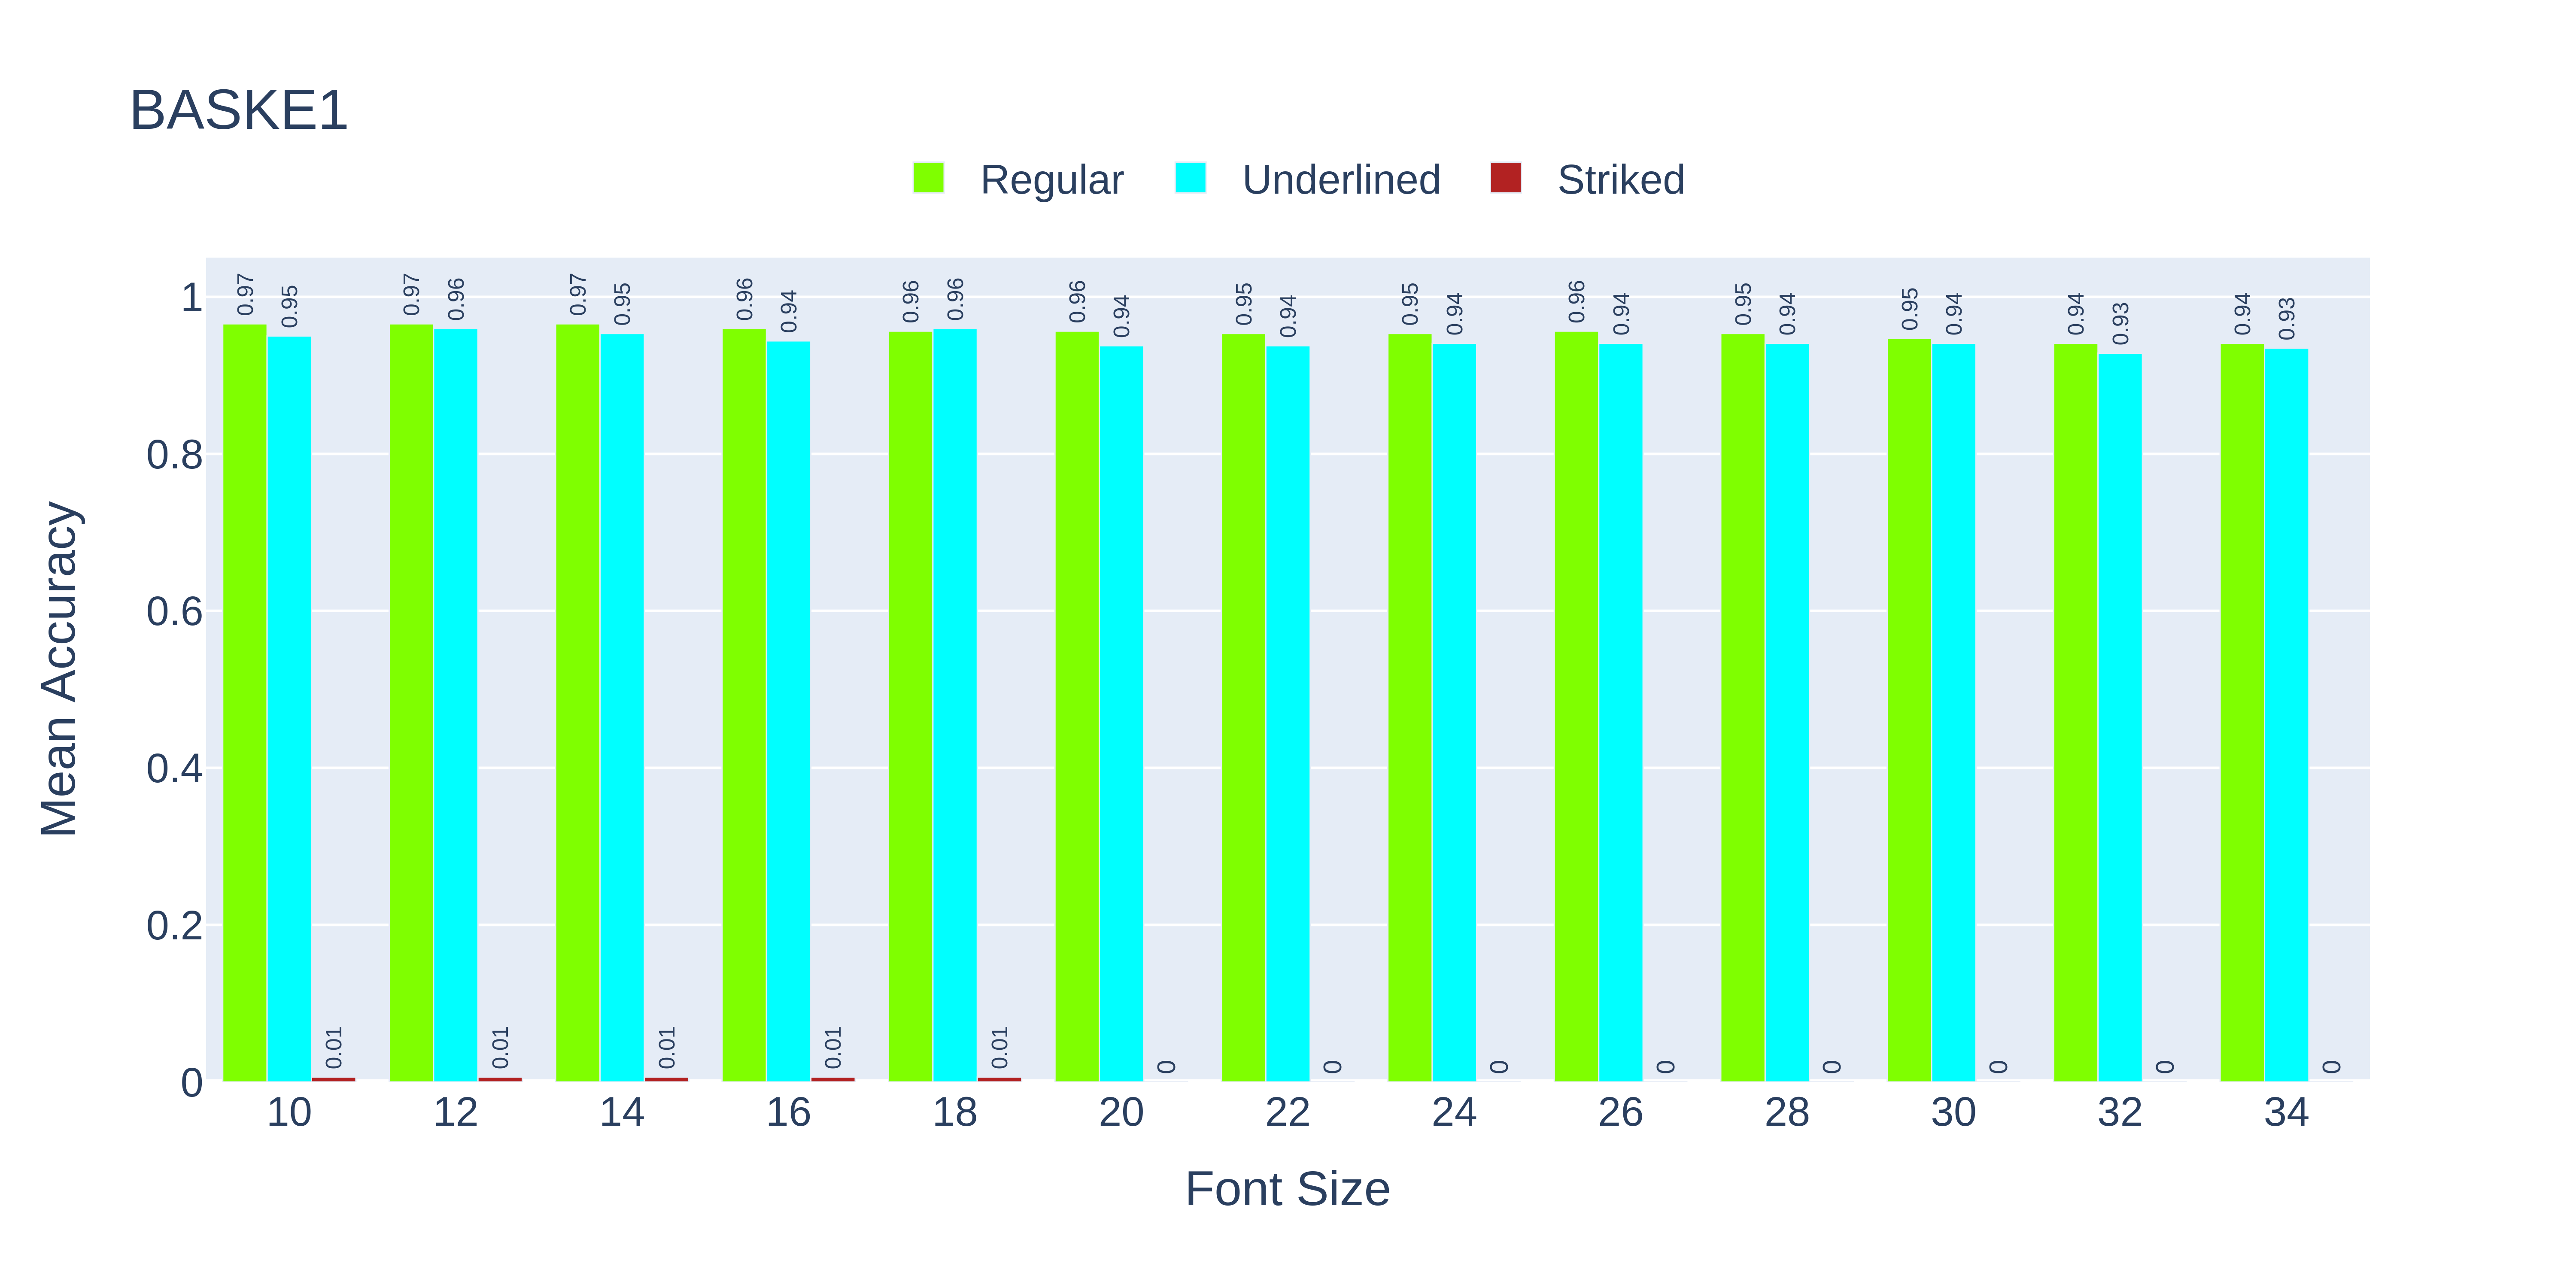 BASKE1
Regular Underlined Striked
0.97 0.95 0.01 0.97 0.96 0.01 0.97 0.95 0.01 0.96 0.94 0.01 0.96 0.96 0.01 0.96 0.94 0 0.95 0.94 0 0.95 0.94 0 0.96 0.94 0 0.95 0.94 0 0.95 0.94 0 0.94 0.93 0 0.94 0.93 0
1
0.8
0.6
0.4
0.2
0
Mean Accuracy
10 12 14 16 18 20 22 24 26 28 30 32 34
Font Size